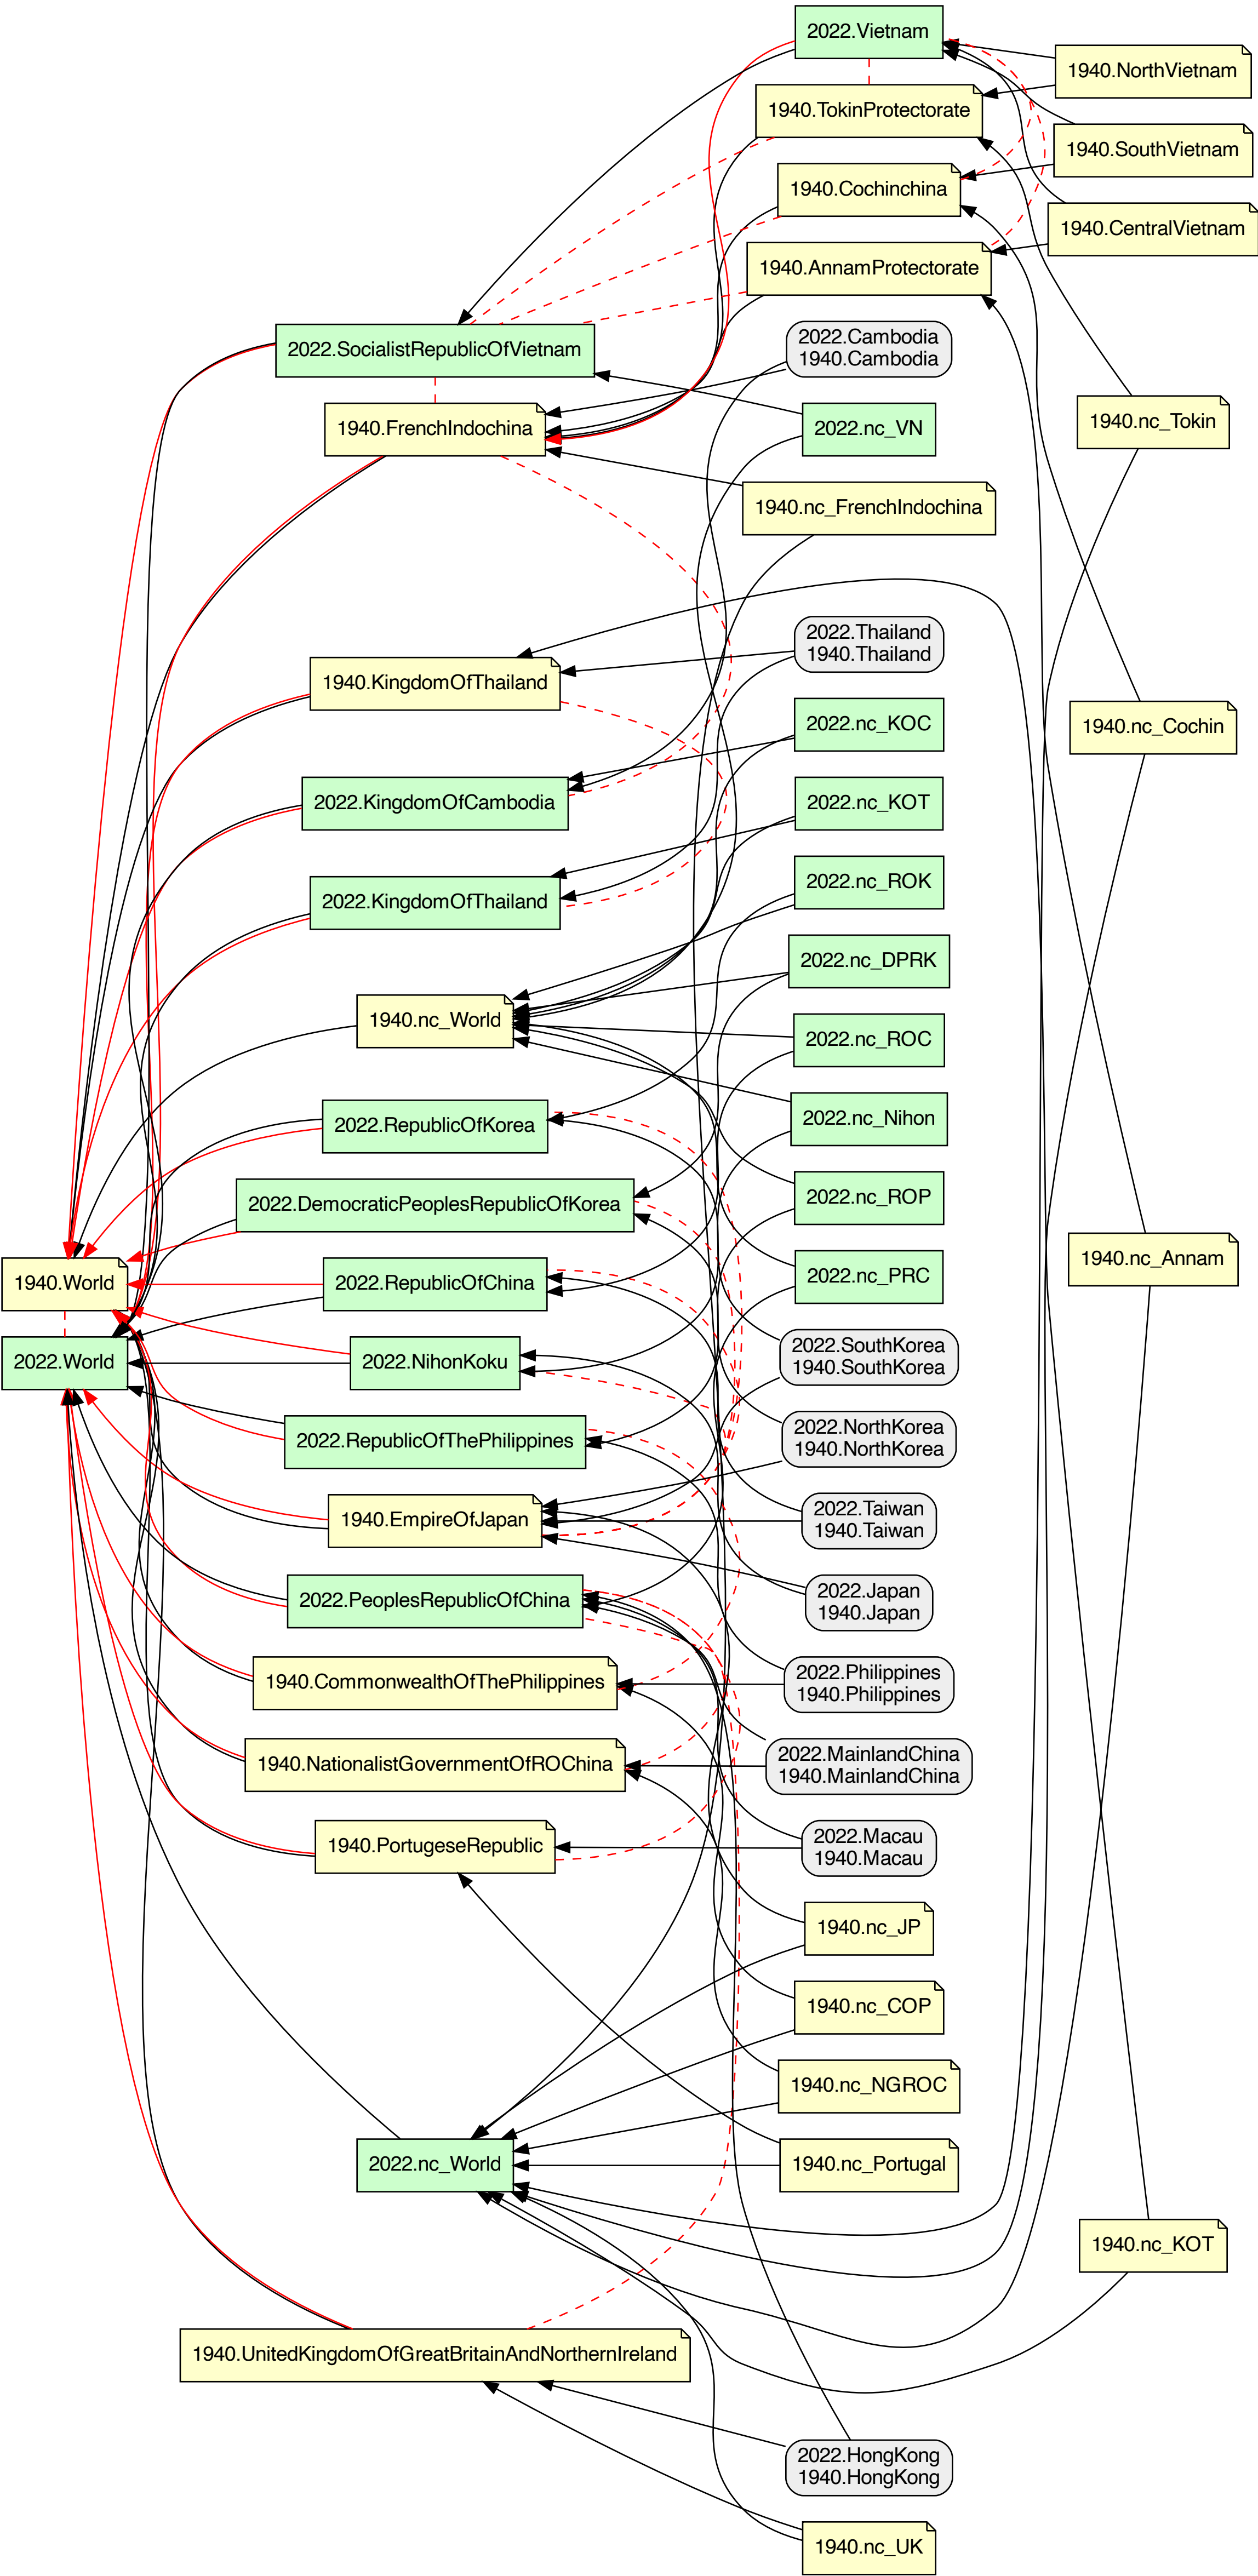 2022.Vietnam
1940.NorthVietnam
1940.TokinProtectorate
1940.SouthVietnam
1940.Cochinchina
1940.CentralVietnam
1940.AnnamProtectorate
2022.Cambodia
1940.Cambodia
2022.SocialistRepublicOfVietnam
1940.nc_Tokin
1940.FrenchIndochina
2022.nc_VN
1940.nc_FrenchIndochina
2022.Thailand
1940.Thailand
1940.KingdomOfThailand
2022.nc_KOC
1940.nc_Cochin
2022.KingdomOfCambodia
2022.nc_KOT
2022.nc_ROK
2022.KingdomOfThailand
2022.nc_DPRK
1940.nc_World
2022.nc_ROC
2022.nc_Nihon
2022.RepublicOfKorea
2022.nc_ROP
2022.DemocraticPeoplesRepublicOfKorea
1940.nc_Annam
2022.nc_PRC
1940.World
2022.RepublicOfChina
2022.SouthKorea
1940.SouthKorea
2022.World
2022.NihonKoku
2022.NorthKorea
1940.NorthKorea
2022.RepublicOfThePhilippines
2022.Taiwan
1940.Taiwan
1940.EmpireOfJapan
2022.Japan
1940.Japan
2022.PeoplesRepublicOfChina
2022.Philippines
1940.Philippines
1940.CommonwealthOfThePhilippines
2022.MainlandChina
1940.MainlandChina
1940.NationalistGovernmentOfROChina
2022.Macau
1940.Macau
1940.PortugeseRepublic
1940.nc_JP
1940.nc_COP
1940.nc_NGROC
1940.nc_Portugal
2022.nc_World
1940.nc_KOT
1940.UnitedKingdomOfGreatBritainAndNorthernIreland
2022.HongKong
1940.HongKong
1940.nc_UK